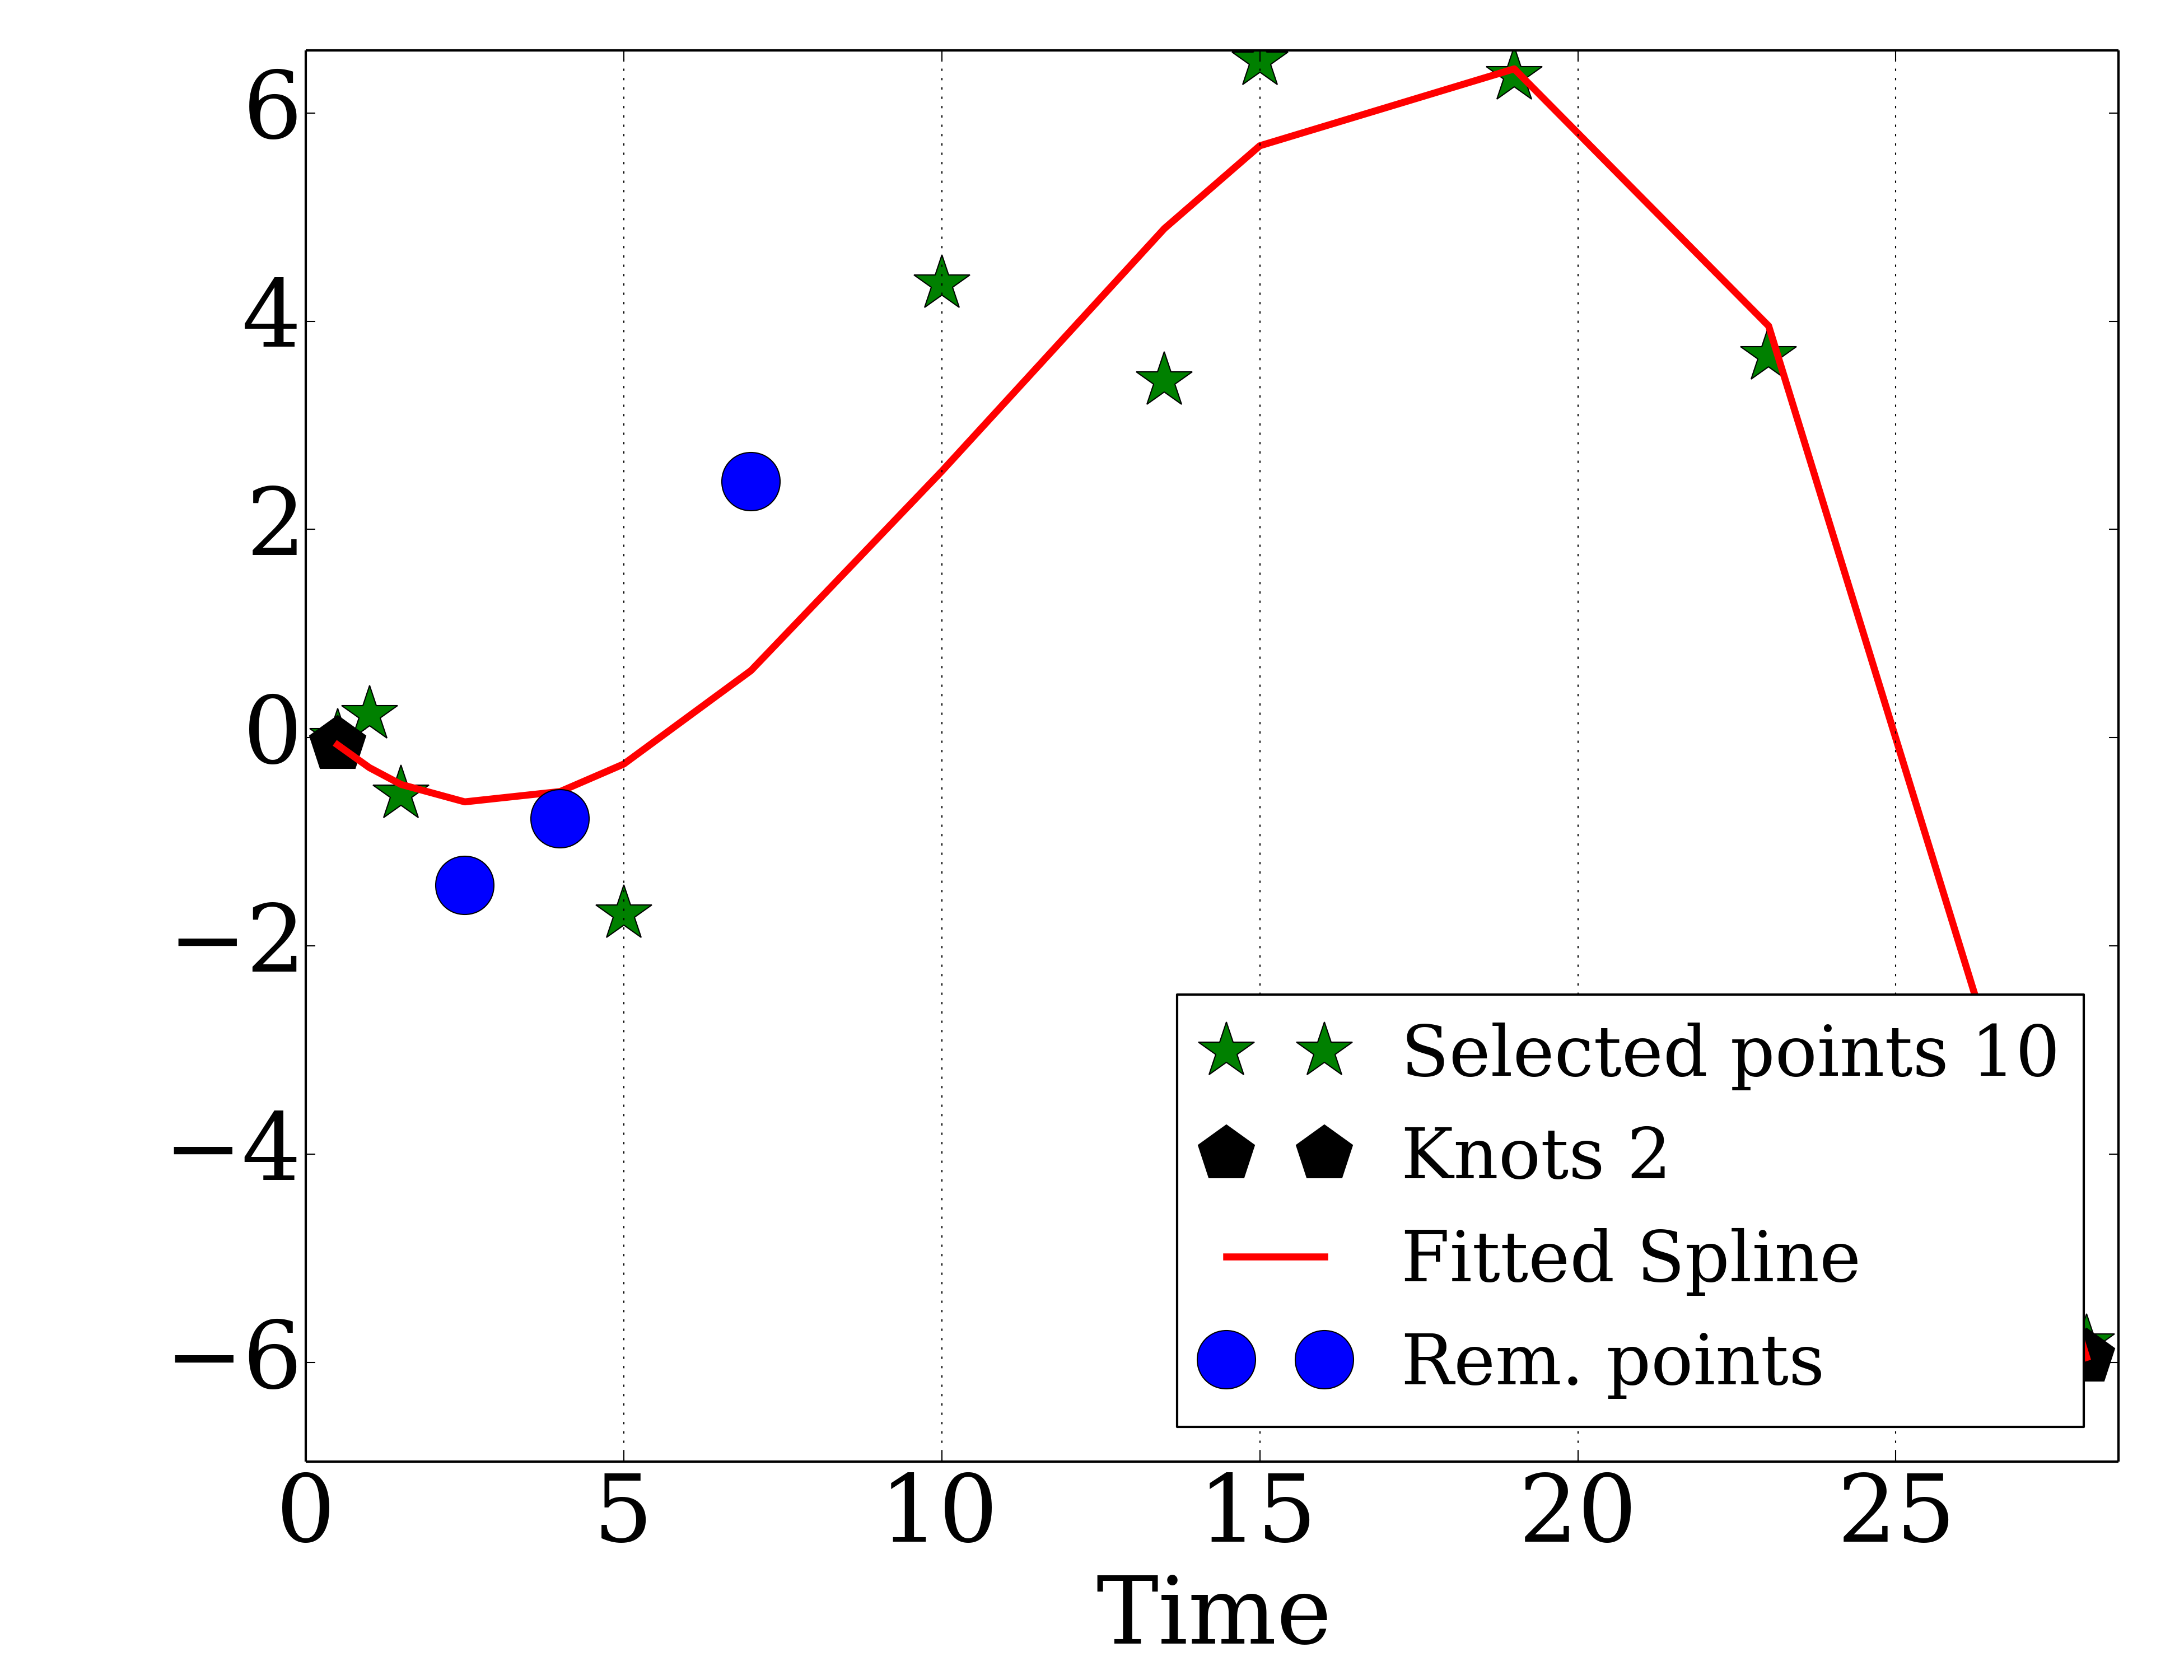 6
4
2
0
−2
−4
−6
0 5 10 15 20 25
Time
Selected points 10
Knots 2
Fitted Spline
Rem. points